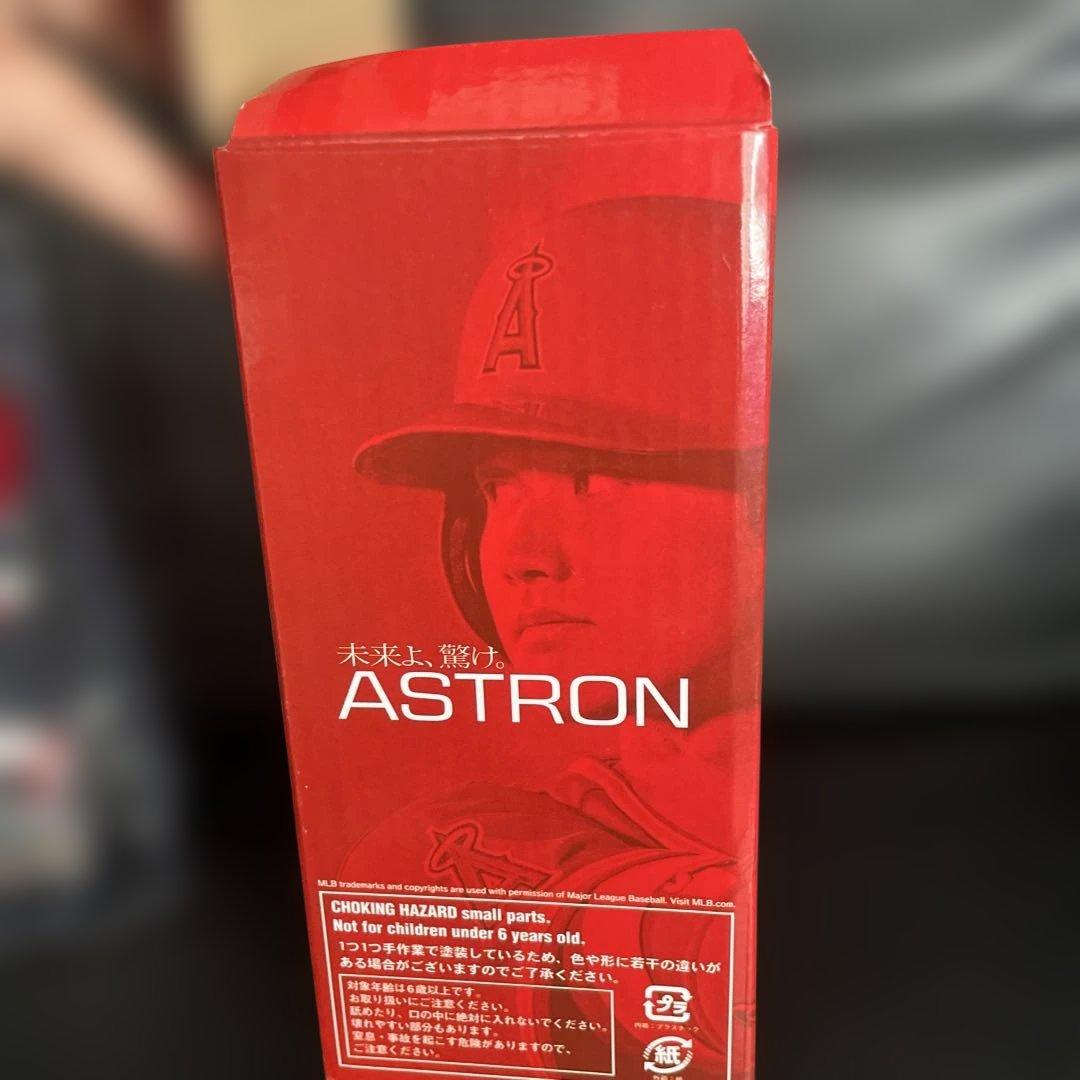 A
未来よ、驚け。
ASTRON
A
MLB trademarks and copyrights are used with permission of Major League Baseball. Visit MLB.com.
CHOKING HAZARD small parts.
Not for children under 6 years old.
1つ1つ手作業で塗装しているため、色や形に若干の違いが
ある場合がございますのでご了承ください。
対象年齢は6歳以上です。
お取り扱いにご注意ください。
舐めたり、口の中に絶対に入れないでください。
壊れやすい部分もあります。
窒息・事故を起こす危険がありますので、
ご注意ください。
プラ
内箱:プラスチック
紙